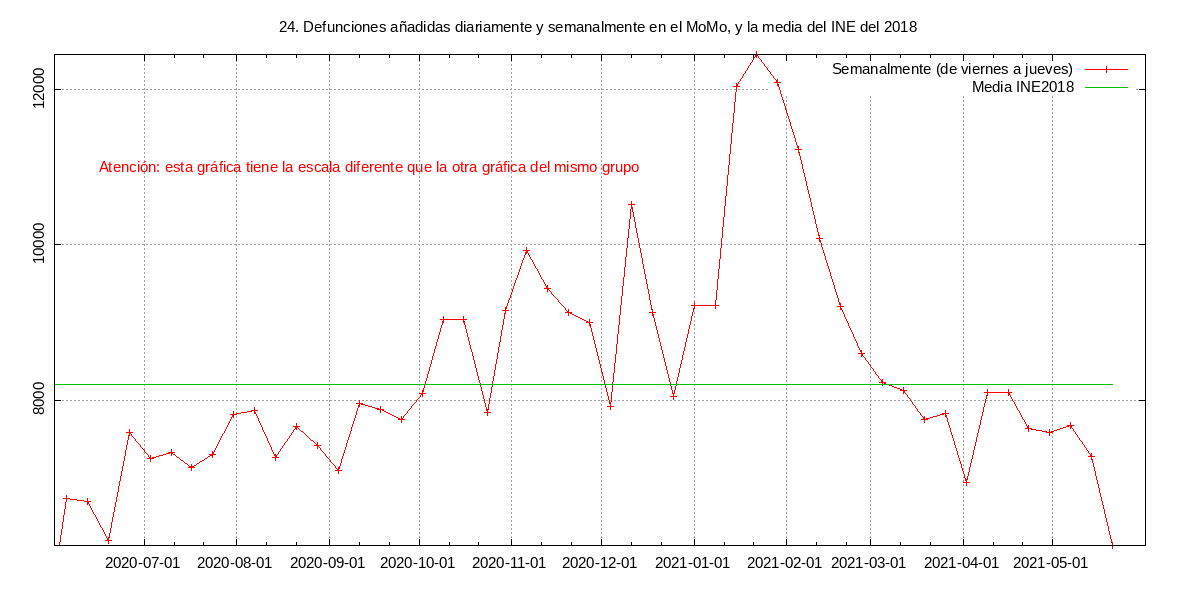 24. Defunciones añadidas diariamente y semanalmente en el MoMo, y la media del INE del 2018
Semanalmente (de viernes a jueves)
Media INE2018
12000
Atención: esta gráfica tiene la escala diferente que la otra gráfica del mismo grupo
10000
8000
2020-07-01 2020-08-01 2020-09-01 2020-10-01 2020-11-01 2020-12-01 2021-01-01 2021-02-01 2021-03-01 2021-04-01 2021-05-01